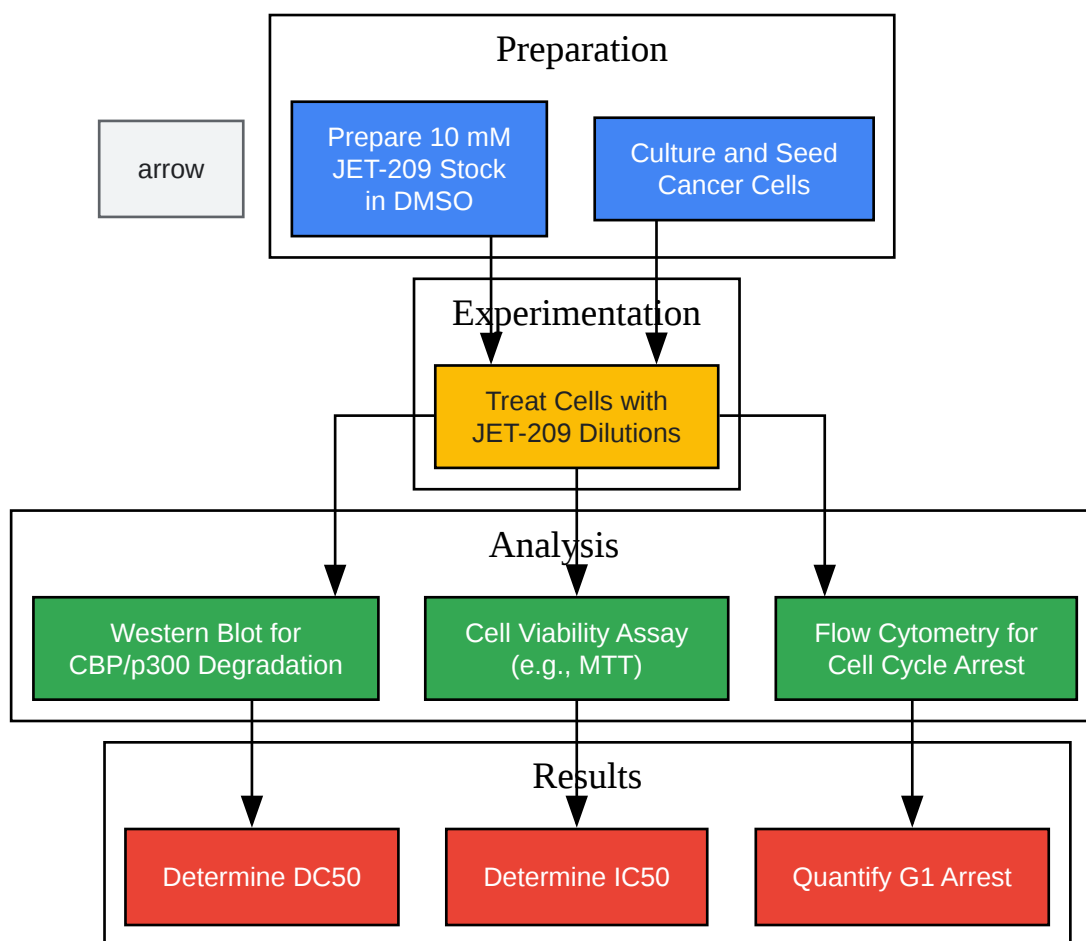 Preparation
arrow
Prepare 10 mM
JET-209 Stock
in DMSO
Culture and Seed
Cancer Cells
Experimentation
Treat Cells with
JET-209 Dilutions
Analysis
Western Blot for
CBP/p300 Degradation
Cell Viability Assay
(e.g., MTT)
Flow Cytometry for
Cell Cycle Arrest
Results
Determine DC50
Determine IC50
Quantify G1 Arrest